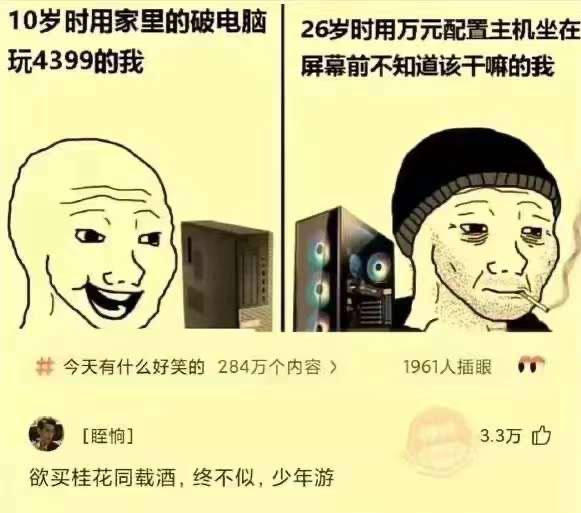 10岁时用家里的破电脑
玩4399的我
26岁时用万元配置主机坐在
屏幕前不知道该干嘛的我
# 今天有什么好笑的 284万个内容 > 1961人插眼
[眰恦] 3.3万
欲买桂花同载酒, 终不似, 少年游